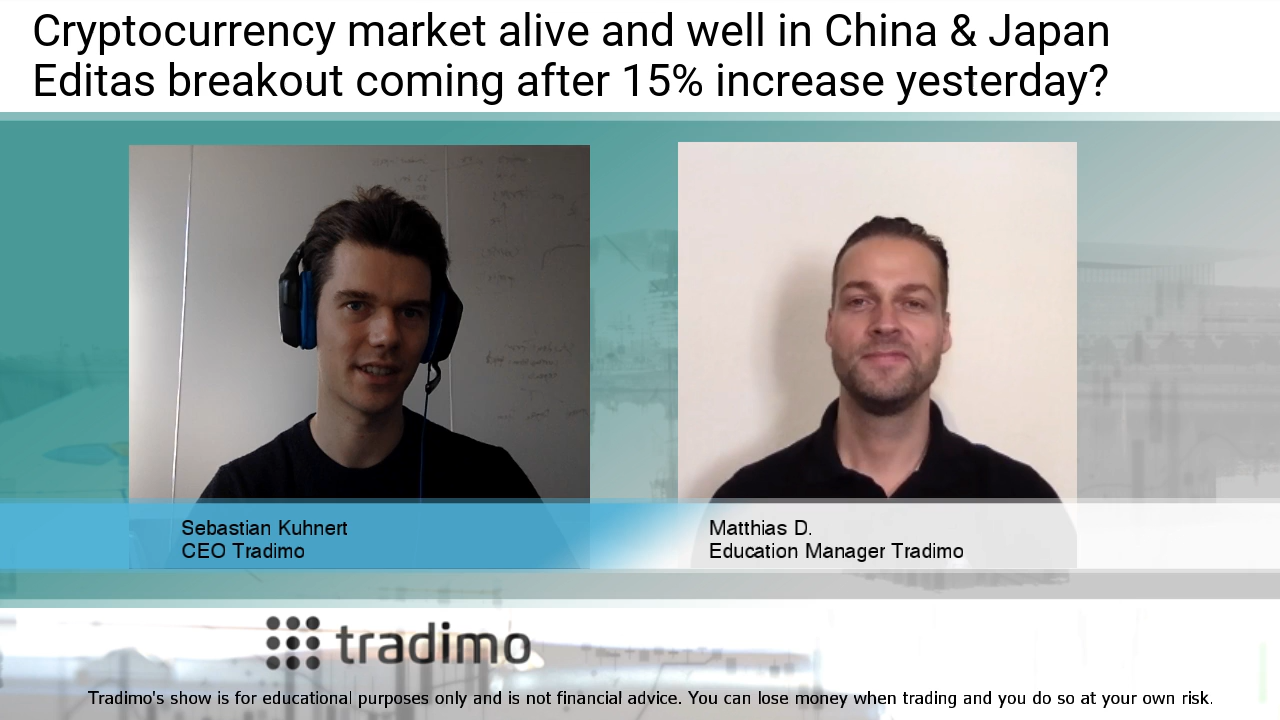 Cryptocurrency market alive and well in China & Japan
Editas breakout coming after 15% increase yesterday?
Sebastian Kuhnert
CEO Tradimo
Matthias D.
Education Manager Tradimo
tradimo
Tradimo's show is for educational purposes only and is not financial advice. You can lose money when trading and you do so at your own risk.